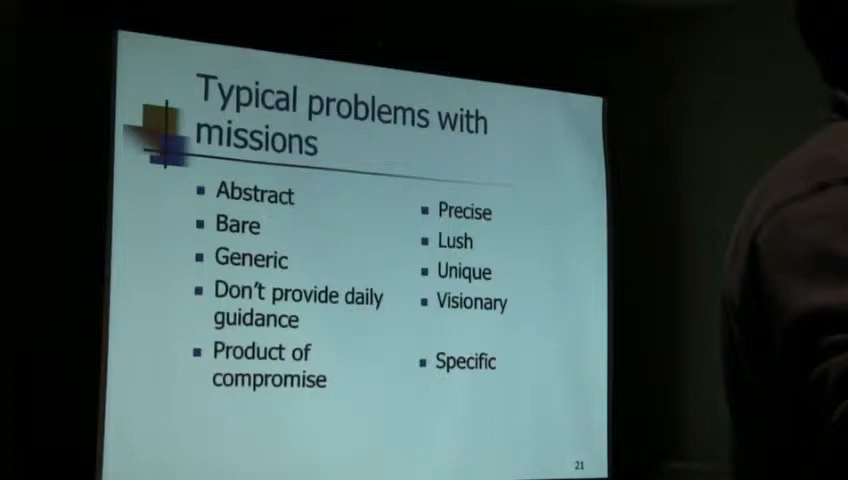 Typical problems with
missions
Abstract
Bare
Generic
Don't provide daily
guidance
Product of
compromise
Precise
Lush
Unique
Visionary
Specific
21